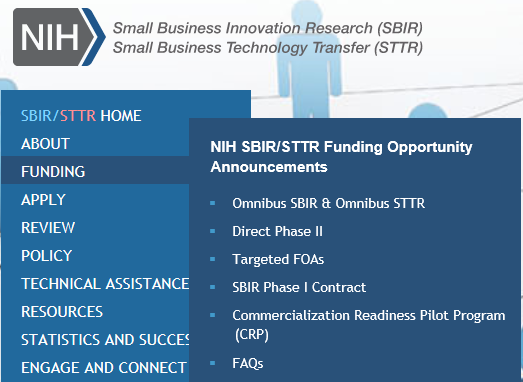 NIH
Small Business Innovation Research (SBIR)
Small Business Technology Transfer (STTR)
SBIR/STTR HOME
ABOUT
FUNDING
APPLY
REVIEW
POLICY
TECHNICAL ASSISTANCE
RESOURCES
STATISTICS AND SUCCES
ENGAGE AND CONNECT
NIH SBIR/STTR Funding Opportunity
Announcements
Omnibus SBIR & Omnibus STTR
Direct Phase II
Targeted FOAs
SBIR Phase I Contract
Commercialization Readiness Pilot Program
(CRP)
FAQs